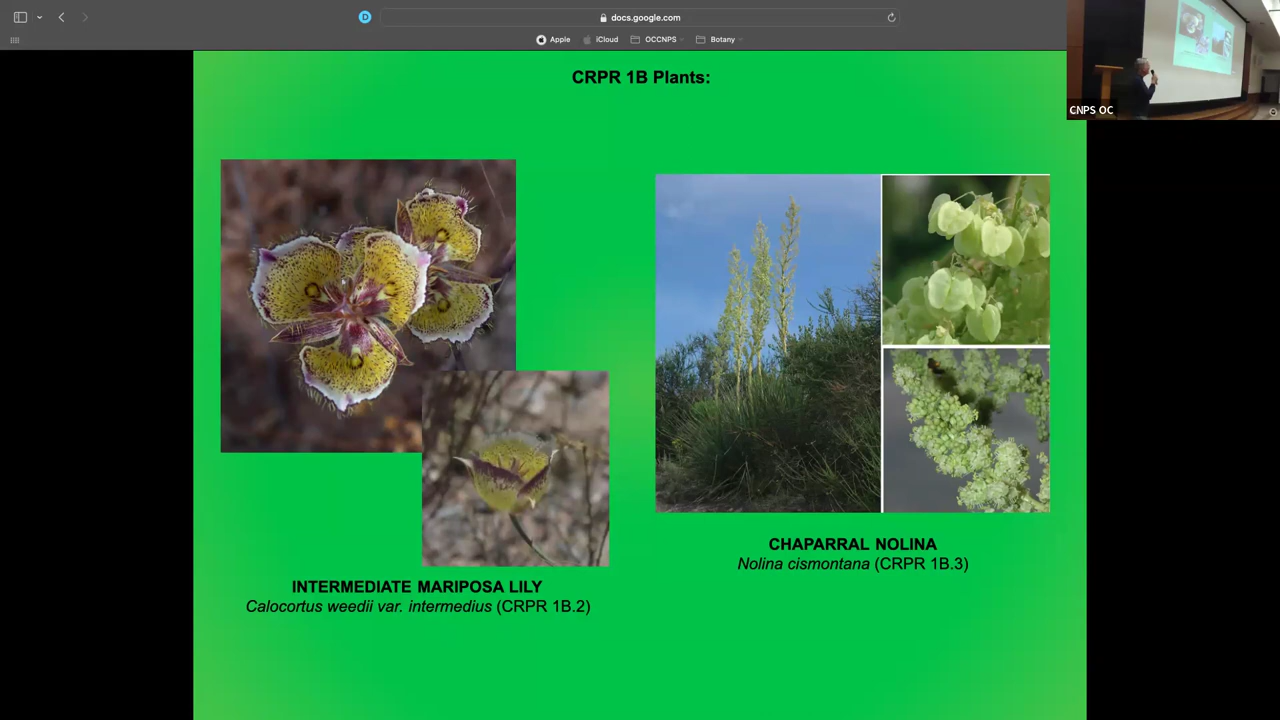 docs.google.com
Apple
iCloud
OCCNPS
Botany
CNPS OC
CRPR 1B Plants:
INTERMEDIATE MARIPOSA LILY
Calocortus weedii var. intermedius (CRPR 1B.2)
CHAPARRAL NOLINA
Nolina cismontana (CRPR 1B.3)